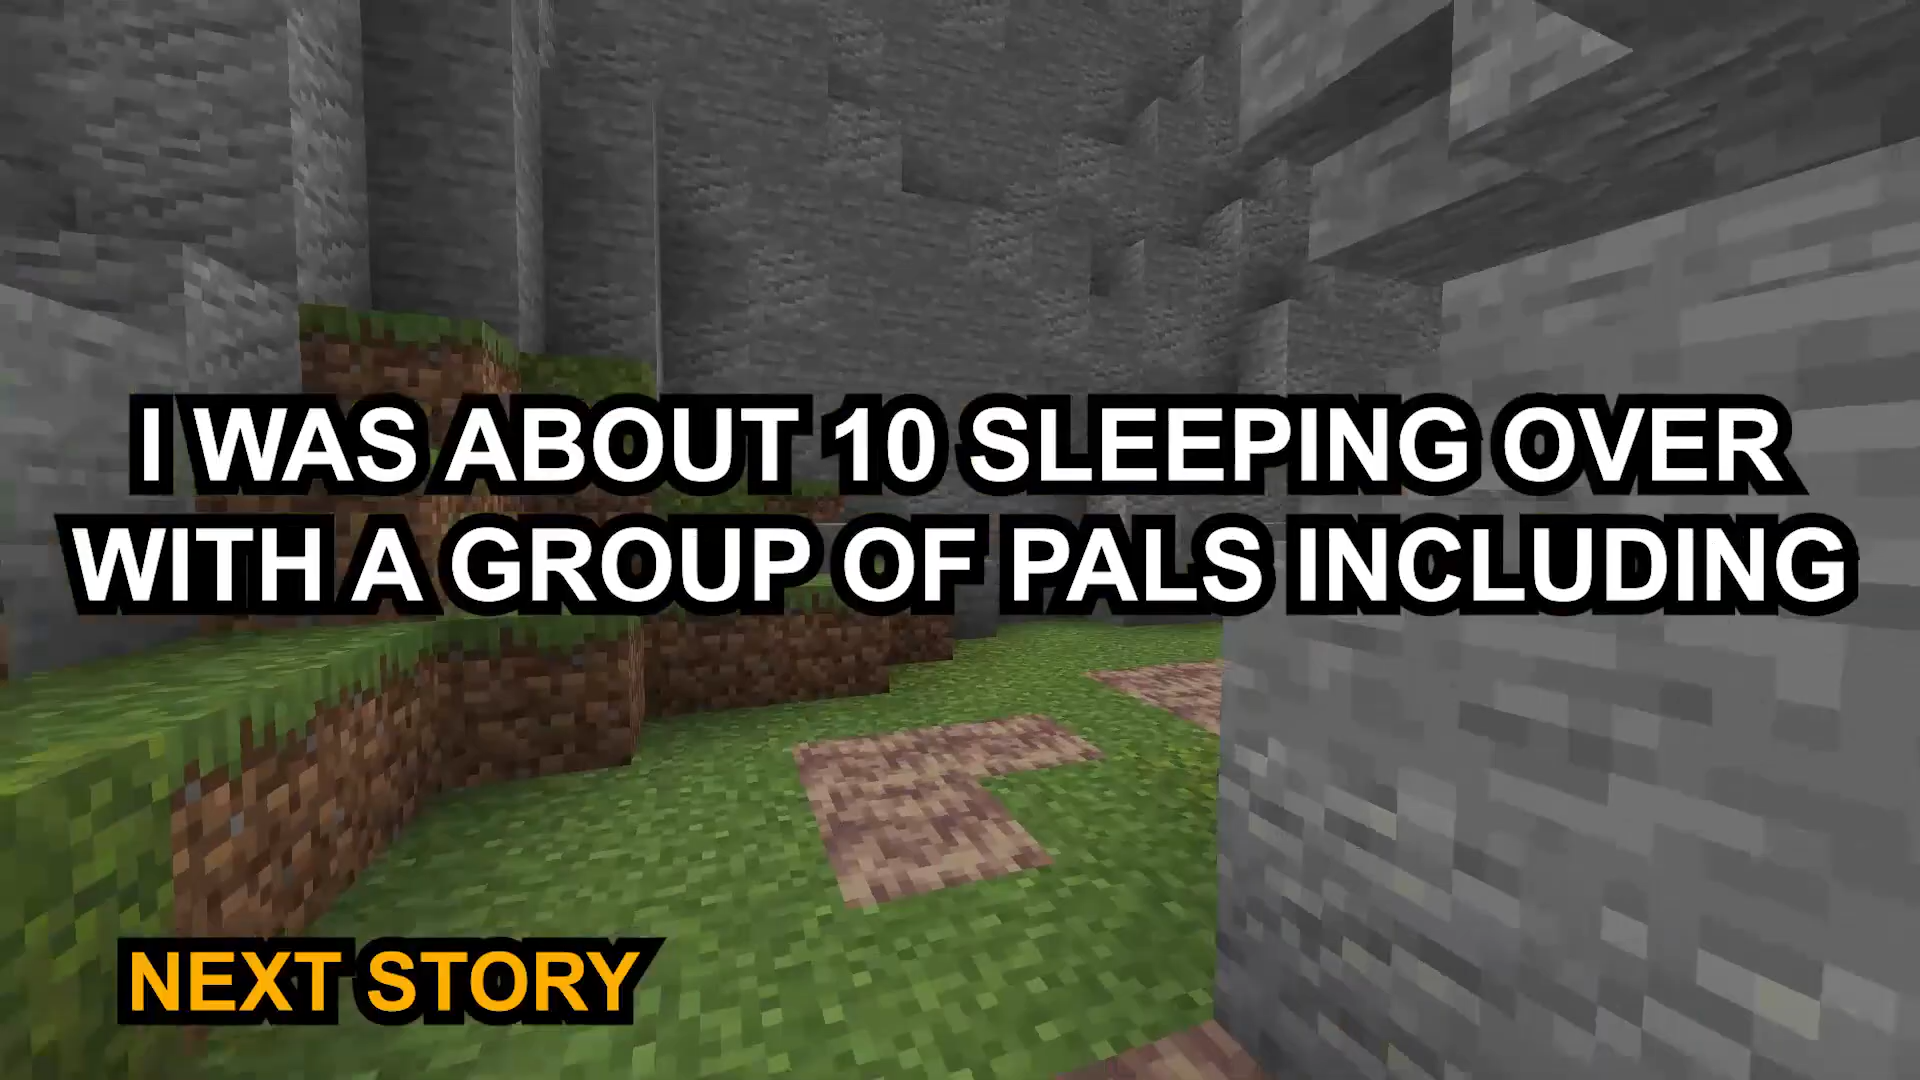 I WAS ABOUT 10 SLEEPING OVER
WITH A GROUP OF PALS INCLUDING
NEXT STORY